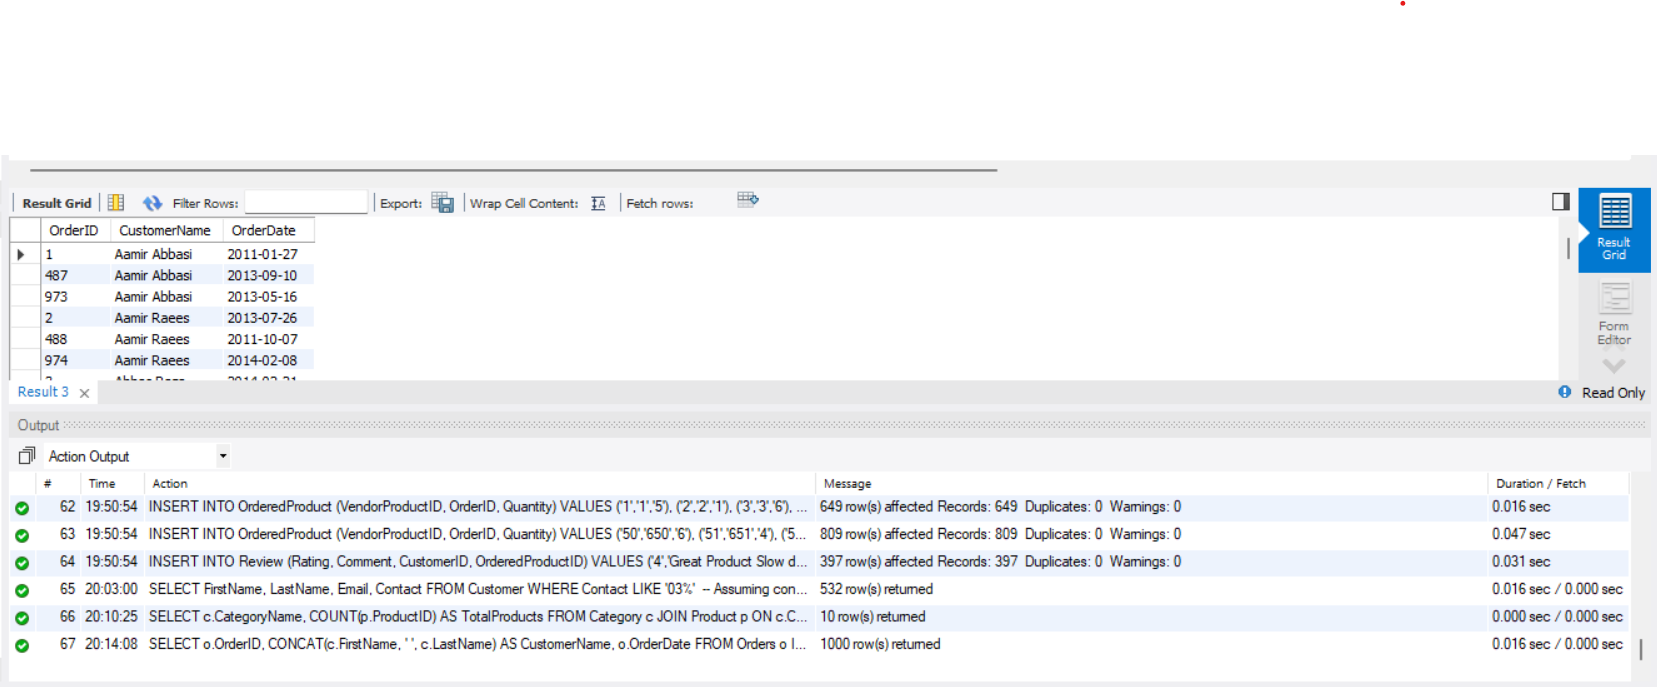 Result Grid Filter Rows: Export: Wrap Cell Content: Fetch rows:
OrderID CustomerName OrderDate
1 Aamir Abbasi 2011-01-27
487 Aamir Abbasi 2013-09-10
973 Aamir Abbasi 2013-05-16
2 Aamir Raees 2013-07-26
488 Aamir Raees 2011-10-07
974 Aamir Raees 2014-02-08
Result
Grid
Form
Editor
Result 3 Read Only
Output
Action Output
# Time Action Message Duration / Fetch
62 19:50:54 INSERT INTO OrderedProduct (VendorProductID, OrderID, Quantity) VALUES ('1','1','5'), ('2','2','1'), ('3','3','6'), ... 649 row(s) affected Records: 649 Duplicates: 0 Warnings: 0 0.016 sec
63 19:50:54 INSERT INTO OrderedProduct (VendorProductID, OrderID, Quantity) VALUES ('50','650','6'), ('51','651','4'), ('5... 809 row(s) affected Records: 809 Duplicates: 0 Warnings: 0 0.047 sec
64 19:50:54 INSERT INTO Review (Rating, Comment, CustomerID, OrderedProductID) VALUES ('4','Great Product Slow d... 397 row(s) affected Records: 397 Duplicates: 0 Warnings: 0 0.031 sec
65 20:03:00 SELECT FirstName, LastName, Email, Contact FROM Customer WHERE Contact LIKE '03%' -- Assuming con... 532 row(s) returned 0.016 sec / 0.000 sec
66 20:10:25 SELECT c.CategoryName, COUNT(p.ProductID) AS TotalProducts FROM Category c JOIN Product p ON c.C... 10 row(s) returned 0.000 sec / 0.000 sec
67 20:14:08 SELECT o.OrderID, CONCAT(c.FirstName, ' ', c.LastName) AS CustomerName, o.OrderDate FROM Orders o I... 1000 row(s) returned 0.016 sec / 0.000 sec